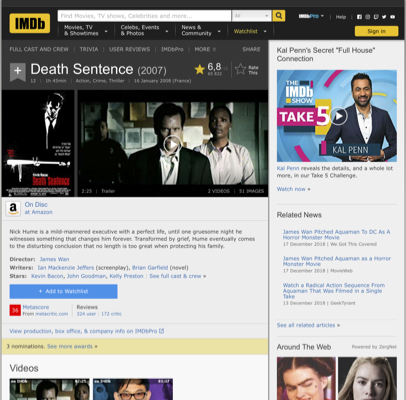 IMDb
Find Movies, TV shows, Celebrities and more...
All
Movies, TV & Showtimes
Celebs, Events & Photos
News & Community
Watchlist
IMDbPro
Help
Sign in
FULL CAST AND CREW | TRIVIA | USER REVIEWS | IMDbPro | MORE
SHARE
Death Sentence (2007)
6,8
Rate This
12 | 1h 45min | Action, Crime, Thriller | 16 January 2008 (France)
Death Sentence
2:25 | Trailer
2 VIDEOS | 51 IMAGES
On Disc
at Amazon
Nick Hume is a mild-mannered executive with a perfect life, until one gruesome night he
witnesses something that changes him forever. Transformed by grief, Hume eventually comes
to the disturbing conclusion that no length is too great when protecting his family.
Director: James Wan
Writers: Ian Mackenzie Jeffers (screenplay), Brian Garfield (novel)
Stars: Kevin Bacon, John Goodman, Kelly Preston | See full cast & crew »
+ Add to Watchlist
36 Metascore
From metacritic.com
Reviews
324 user | 172 critic
View production, box office, & company info on IMDbPro
3 nominations. See more awards »
Videos
Kal Penn's Secret "Full House"
Connection
THE IMDb SHOW
TAKE 5
KAL PENN
Kal Penn reveals the details, and a whole lot
more, in our Take 5 Challenge.
Watch now »
Related News
James Wan Pitched Aquaman To DC As A
Horror Monster Movie
17 December 2018 | We Got This Covered
James Wan Pitched Aquaman as a Horror
Monster Movie
17 December 2018 | MovieWeb
Watch a Radical Action Sequence From
Aquaman That Was Filmed in a Single
Take
13 December 2018 | GeekTyrant
See all related articles »
Around The Web
Powered by ZergNet